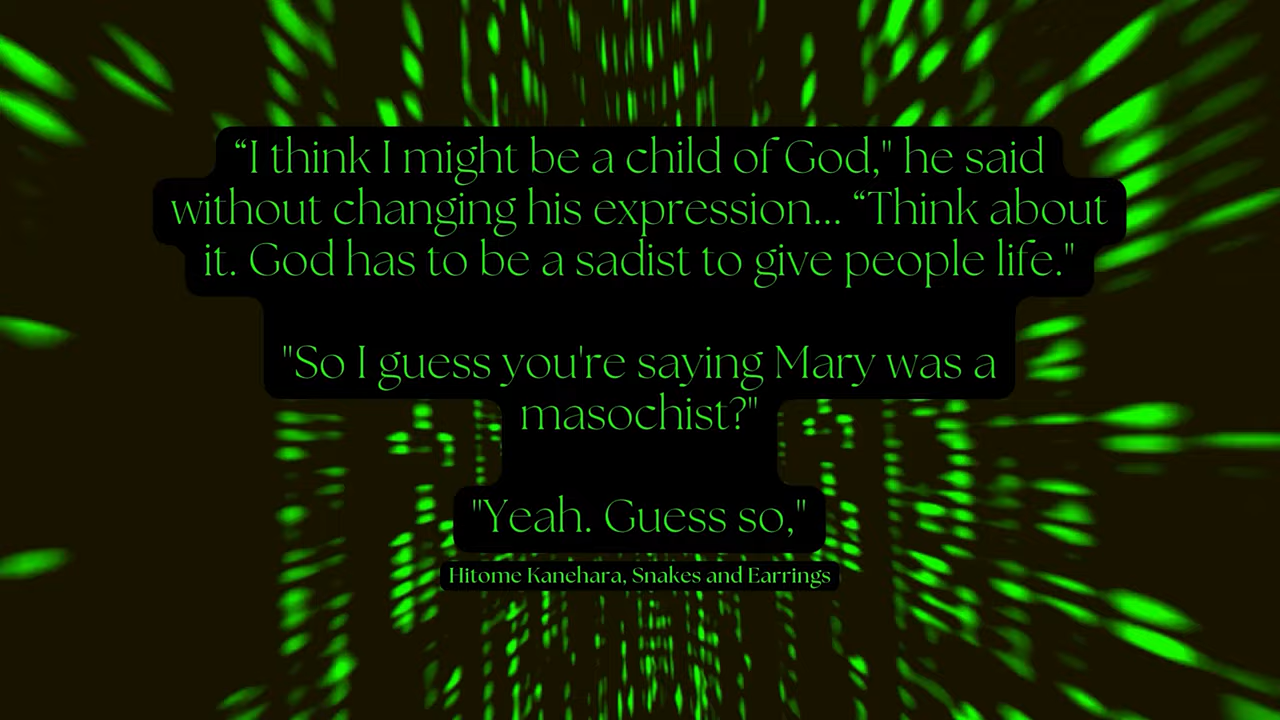 “I think I might be a child of God," he said
without changing his expression... “Think about
it. God has to be a sadist to give people life."
"So I guess you're saying Mary was a
masochist?"
"Yeah. Guess so,"
Hitome Kanehara, Snakes and Earrings